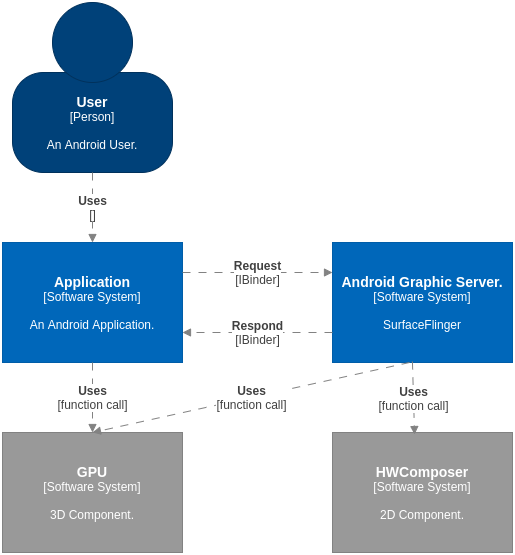 User
[Person]
An Android User.
Uses
[]
Application
[Software System]
An Android Application.
Request
[IBinder]
Respond
[IBinder]
Android Graphic Server.
[Software System]
SurfaceFlinger
Uses
[function call]
Uses
[function call]
Uses
[function call]
GPU
[Software System]
3D Component.
HWComposer
[Software System]
2D Component.